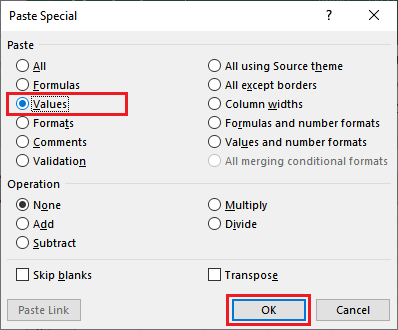 Paste Special
?
Paste
All
All using Source theme
Formulas
All except borders
Values
Column widths
Formats
Formulas and number formats
Comments
Values and number formats
Validation
All merging conditional formats
Operation
None
Multiply
Add
Divide
Subtract
Skip blanks
Transpose
Paste Link
OK
Cancel